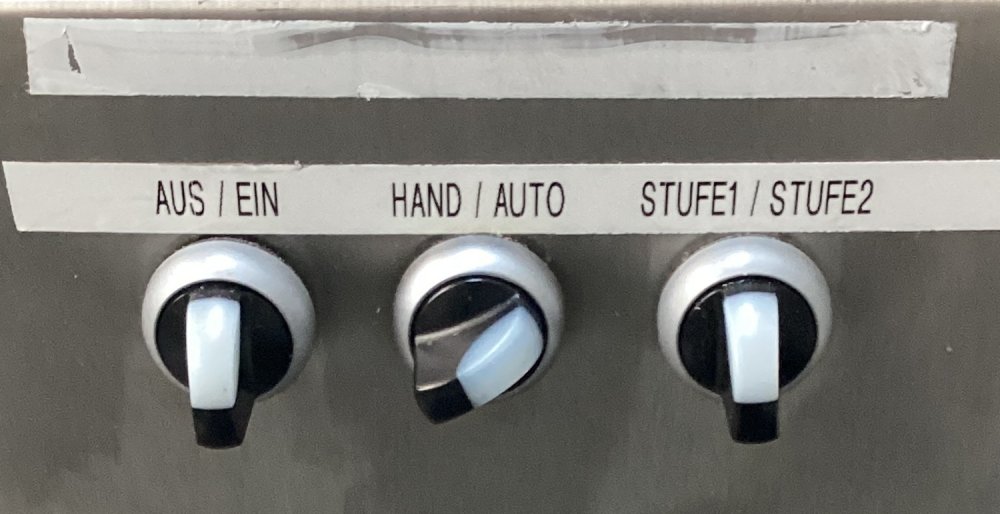 AUS / EIN HAND / AUTO STUFE1 / STUFE2